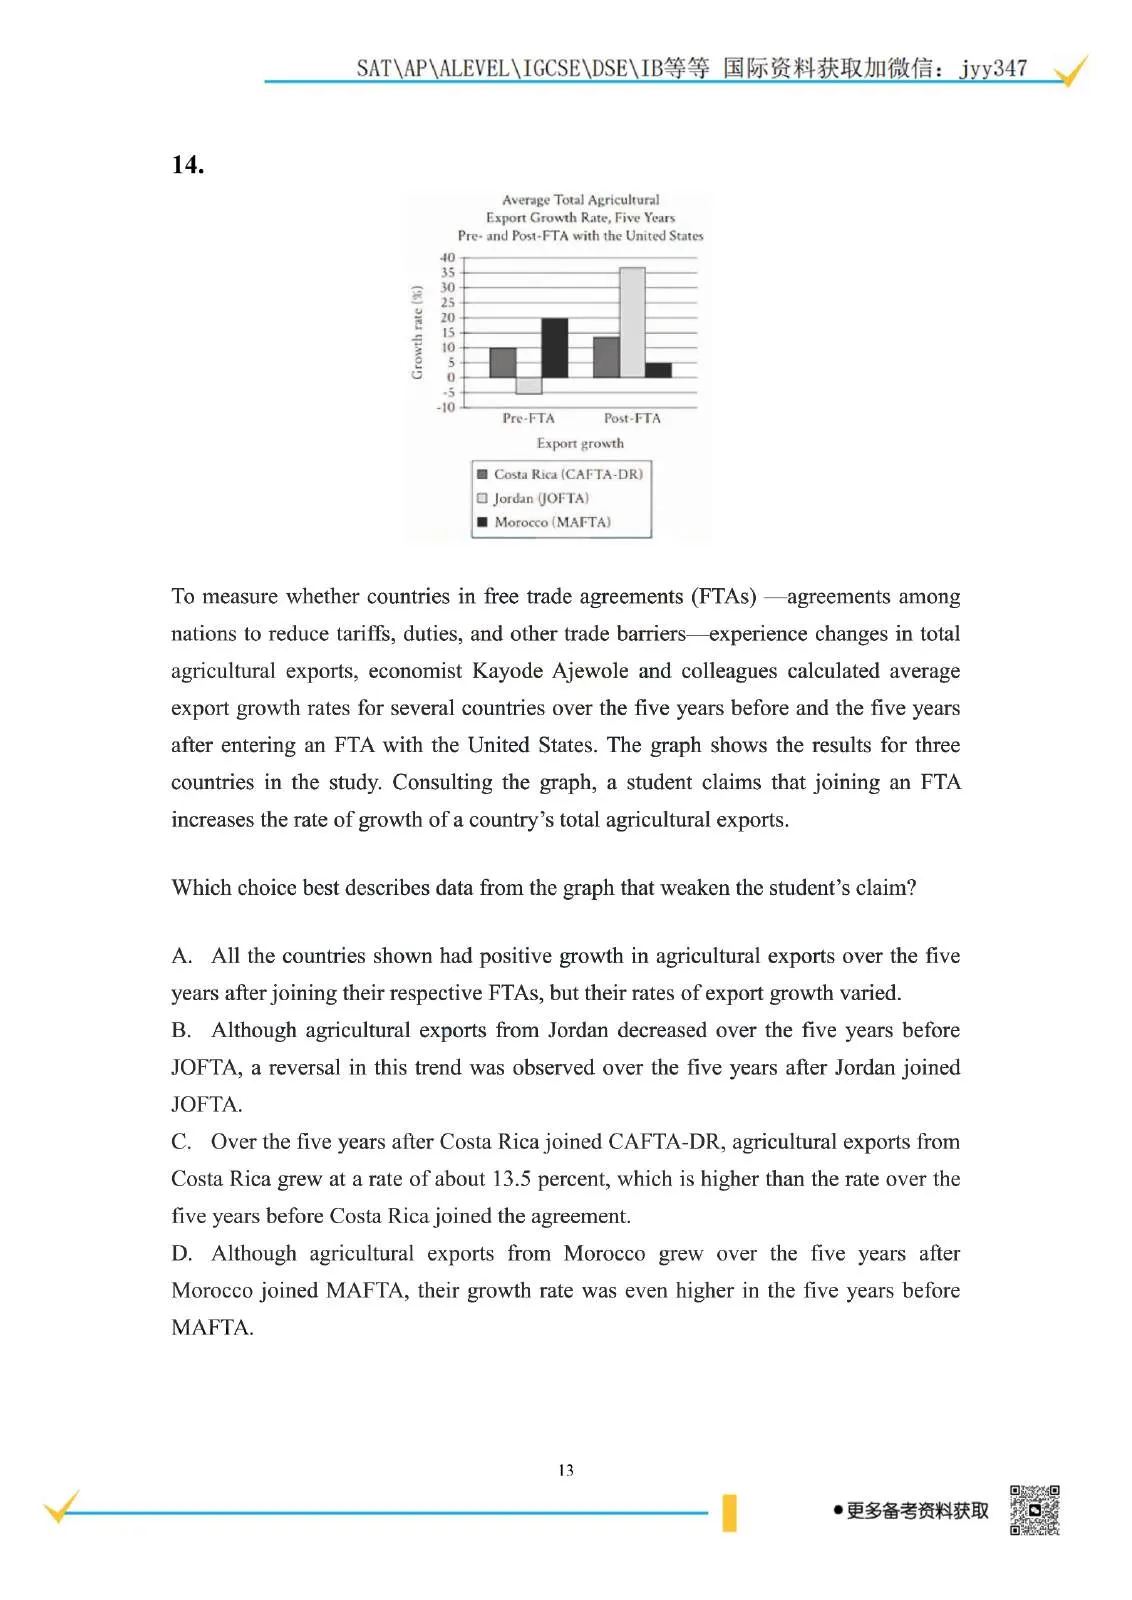 SAT\AP\ALEVEL\IGCSE\DSE\IB等等 国际资料获取加微信：jyy347
14.
Average Total Agricultural
Export Growth Rate, Five Years
Pre- and Post-FTA with the United States
40
35
30
25
20
15
10
5
0
-5
-10
Growth rate (%)
Pre-FTA Post-FTA
Export growth
Costa Rica (CAFTA-DR)
Jordan (JOFTA)
Morocco (MAFTA)
To measure whether countries in free trade agreements (FTAs) —agreements among
nations to reduce tariffs, duties, and other trade barriers—experience changes in total
agricultural exports, economist Kayode Ajewole and colleagues calculated average
export growth rates for several countries over the five years before and the five years
after entering an FTA with the United States. The graph shows the results for three
countries in the study. Consulting the graph, a student claims that joining an FTA
increases the rate of growth of a country’s total agricultural exports.
Which choice best describes data from the graph that weaken the student’s claim?
A. All the countries shown had positive growth in agricultural exports over the five
years after joining their respective FTAs, but their rates of export growth varied.
B. Although agricultural exports from Jordan decreased over the five years before
JOFTA, a reversal in this trend was observed over the five years after Jordan joined
JOFTA.
C. Over the five years after Costa Rica joined CAFTA-DR, agricultural exports from
Costa Rica grew at a rate of about 13.5 percent, which is higher than the rate over the
five years before Costa Rica joined the agreement.
D. Although agricultural exports from Morocco grew over the five years after
Morocco joined MAFTA, their growth rate was even higher in the five years before
MAFTA.
13
●更多备考资料获取